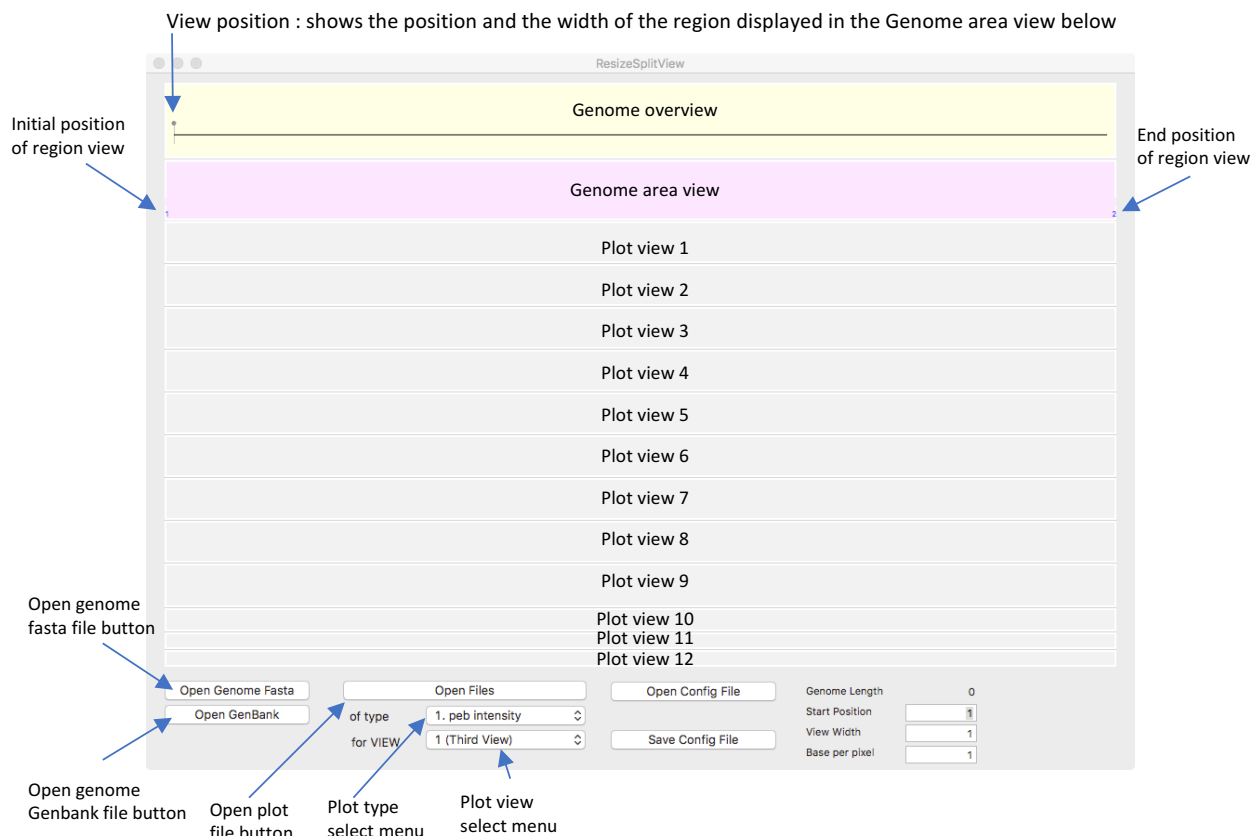 View position : shows the position and the width of the region displayed in the Genome area view below
ResizeSplitView
Genome overview
Initial position
of region view
End position
of region view
Genome area view
1
2
Plot view 1
Plot view 2
Plot view 3
Plot view 4
Plot view 5
Plot view 6
Plot view 7
Plot view 8
Plot view 9
Open genome
fasta file button
Plot view 10
Plot view 11
Plot view 12
Open Genome Fasta
Open Files
Open Config File
Genome Length 0
Open GenBank
of type 1. peb intensity
Start Position 1
for VIEW 1 (Third View)
Save Config File
View Width 1
Base per pixel 1
Open genome
Genbank file button
Open plot
file button
Plot type
select menu
Plot view
select menu